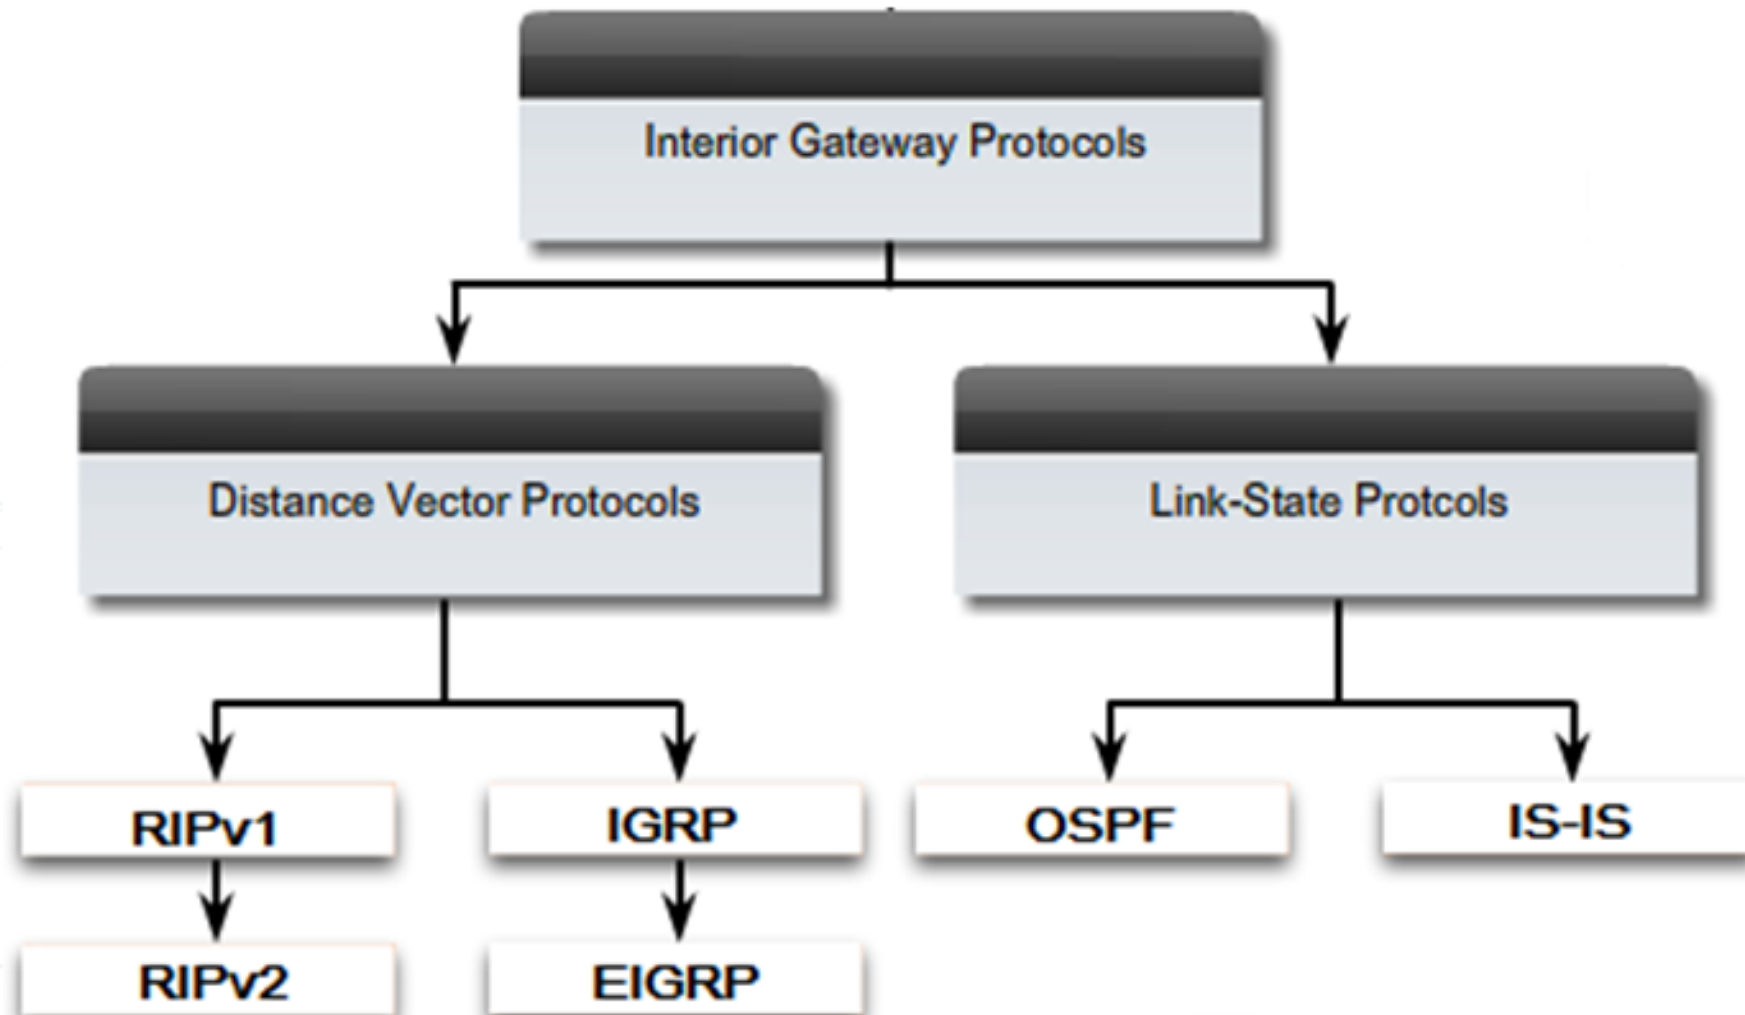 Interior Gateway Protocols
Distance Vector Protocols
Link-State Protcols
RIPv1
IGRP
OSPF
IS-IS
RIPv2
EIGRP